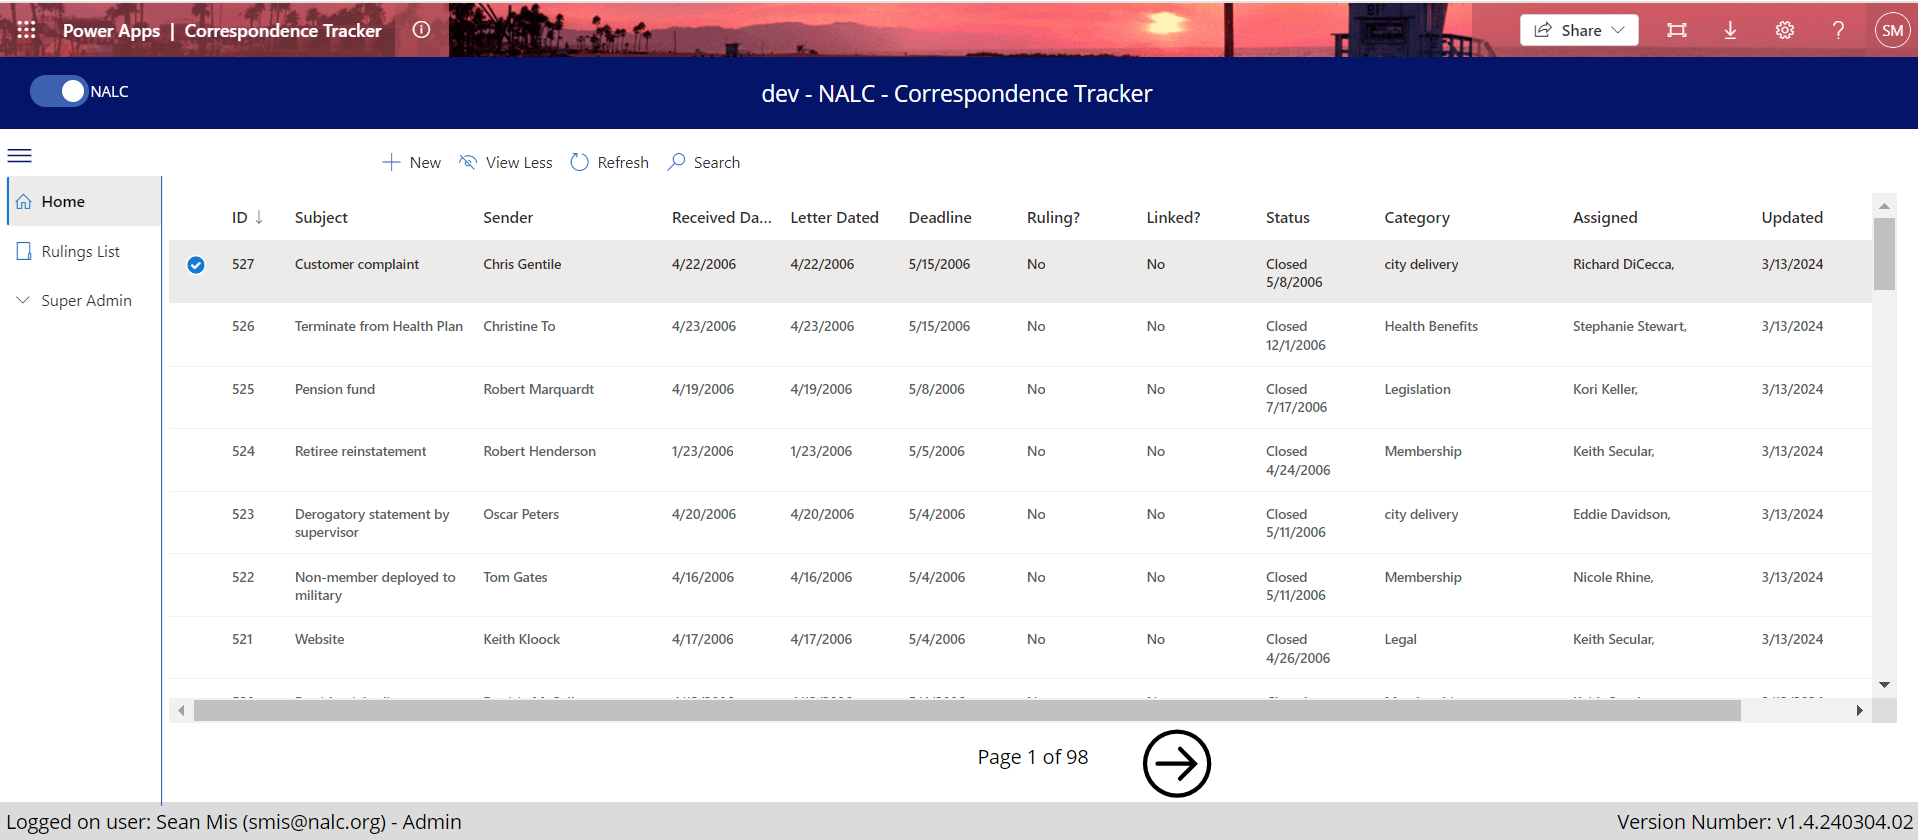 Power Apps | Correspondence Tracker
Share
SM
NALC
dev - NALC - Correspondence Tracker
New View Less Refresh Search
Home
Rulings List
Super Admin
ID Subject Sender Received Da... Letter Dated Deadline Ruling? Linked? Status Category Assigned Updated
527 Customer complaint Chris Gentile 4/22/2006 4/22/2006 5/15/2006 No No Closed city delivery Richard DiCecca, 3/13/2024
5/8/2006
526 Terminate from Health Plan Christine To 4/23/2006 4/23/2006 5/15/2006 No No Closed Health Benefits Stephanie Stewart, 3/13/2024
12/1/2006
525 Pension fund Robert Marquardt 4/19/2006 4/19/2006 5/8/2006 No No Closed Legislation Kori Keller, 3/13/2024
7/17/2006
524 Retiree reinstatement Robert Henderson 1/23/2006 1/23/2006 5/5/2006 No No Closed Membership Keith Secular, 3/13/2024
4/24/2006
523 Derogatory statement by Oscar Peters 4/20/2006 4/20/2006 5/4/2006 No No Closed city delivery Eddie Davidson, 3/13/2024
supervisor 5/11/2006
522 Non-member deployed to Tom Gates 4/16/2006 4/16/2006 5/4/2006 No No Closed Membership Nicole Rhine, 3/13/2024
military 5/11/2006
521 Website Keith Kloock 4/17/2006 4/17/2006 5/4/2006 No No Closed Legal Keith Secular, 3/13/2024
4/26/2006
Page 1 of 98
Logged on user: Sean Mis (smis@nalc.org) - Admin
Version Number: v1.4.240304.02